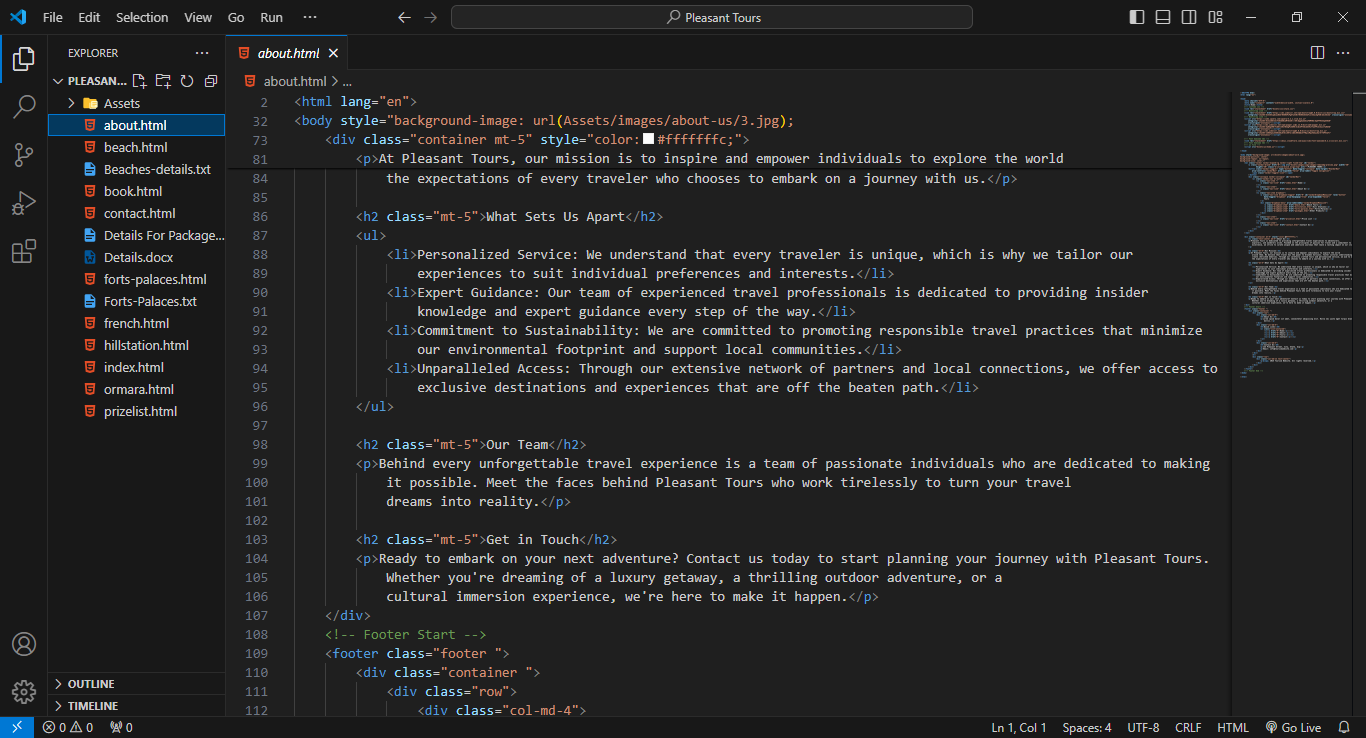 File Edit Selection View Go Run ··· Pleasant Tours
EXPLORER ···
PLEASAN...
Assets
about.html
beach.html
Beaches-details.txt
book.html
contact.html
Details For Package...
Details.docx
forts-palaces.html
Forts-Palaces.txt
french.html
hillstation.html
index.html
ormara.html
prizelist.html
OUTLINE
TIMELINE
about.html
about.html > ...
2 <html lang="en">
32 <body style="background-image: url(Assets/images/about-us/3.jpg);
73 <div class="container mt-5" style="color:#fffffffc;">
81 <p>At Pleasant Tours, our mission is to inspire and empower individuals to explore the world
84 the expectations of every traveler who chooses to embark on a journey with us.</p>
85
86 <h2 class="mt-5">What Sets Us Apart</h2>
87 <ul>
88 <li>Personalized Service: We understand that every traveler is unique, which is why we tailor our
89 experiences to suit individual preferences and interests.</li>
90 <li>Expert Guidance: Our team of experienced travel professionals is dedicated to providing insider
91 knowledge and expert guidance every step of the way.</li>
92 <li>Commitment to Sustainability: We are committed to promoting responsible travel practices that minimize
93 our environmental footprint and support local communities.</li>
94 <li>Unparalleled Access: Through our extensive network of partners and local connections, we offer access to
95 exclusive destinations and experiences that are off the beaten path.</li>
96 </ul>
97
98 <h2 class="mt-5">Our Team</h2>
99 <p>Behind every unforgettable travel experience is a team of passionate individuals who are dedicated to making
100 it possible. Meet the faces behind Pleasant Tours who work tirelessly to turn your travel
101 dreams into reality.</p>
102
103 <h2 class="mt-5">Get in Touch</h2>
104 <p>Ready to embark on your next adventure? Contact us today to start planning your journey with Pleasant Tours.
105 Whether you're dreaming of a luxury getaway, a thrilling outdoor adventure, or a
106 cultural immersion experience, we're here to make it happen.</p>
107 </div>
108 <!-- Footer Start -->
109 <footer class="footer ">
110 <div class="container ">
111 <div class="row">
112 <div class="col-md-4">
0 0 0 Ln 1, Col 1 Spaces: 4 UTF-8 CRLF HTML Go Live